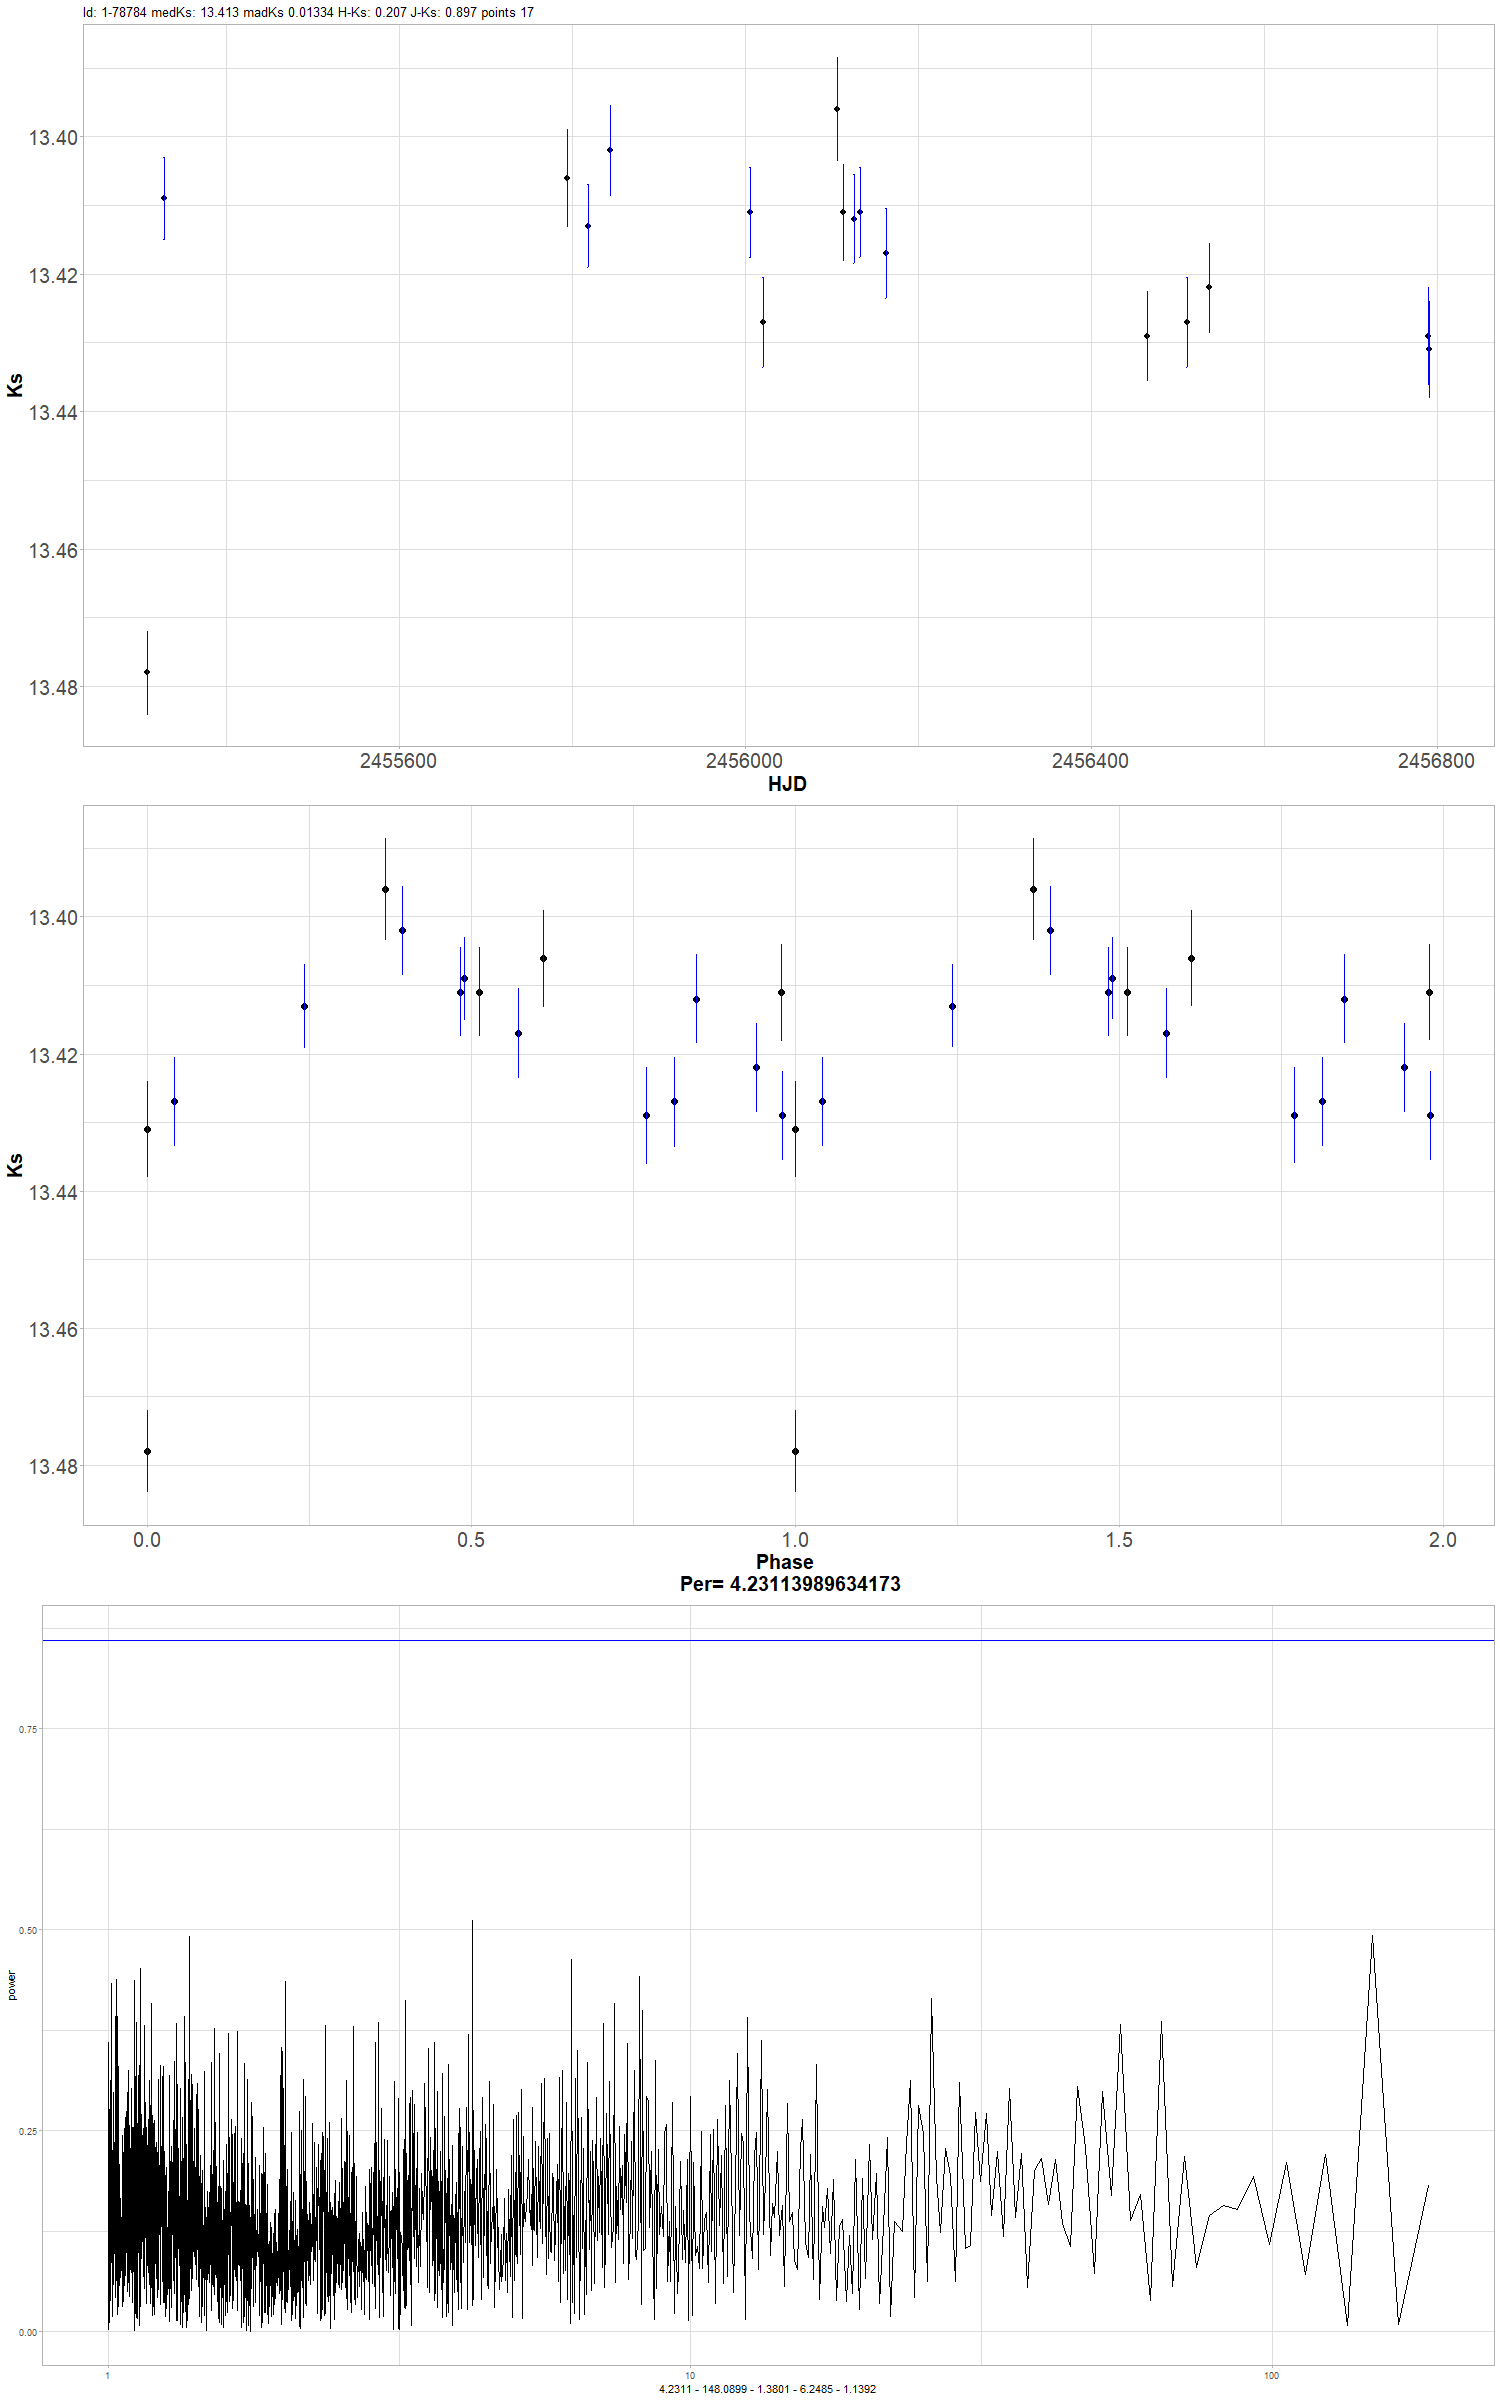 Id: 1-78784 medKs: 13.413 madKs 0.01334 H-Ks: 0.207 J-Ks: 0.897 points 17
13.40
13.42
13.44
13.46
13.48
Ks
2455600 2456000 2456400 2456800
HJD
13.40
13.42
13.44
13.46
13.48
Ks
0.0 0.5 1.0 1.5 2.0
Phase
Per= 4.23113989634173
0.75
0.50
0.25
0.00
power
1 10 100
4.2311 - 148.0899 - 1.3801 - 6.2485 - 1.1392